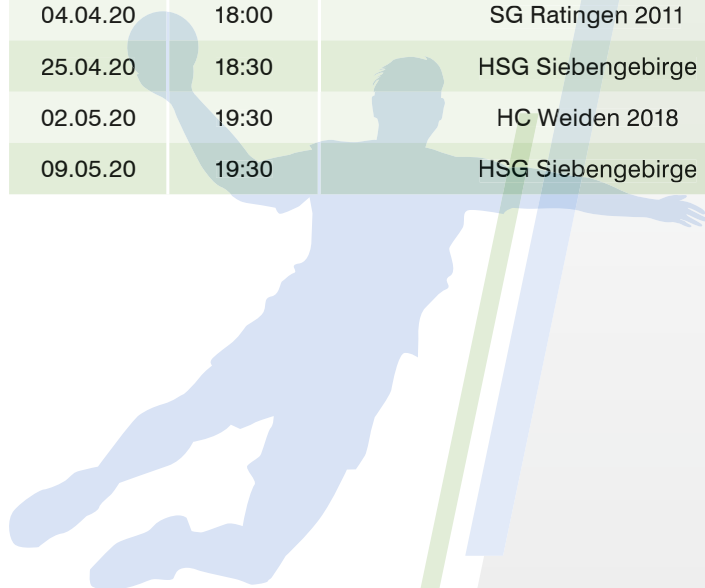 04.04.20 18:00 SG Ratingen 2011
25.04.20 18:30 HSG Siebengebirge
02.05.20 19:30 HC Weiden 2018
09.05.20 19:30 HSG Siebengebirge